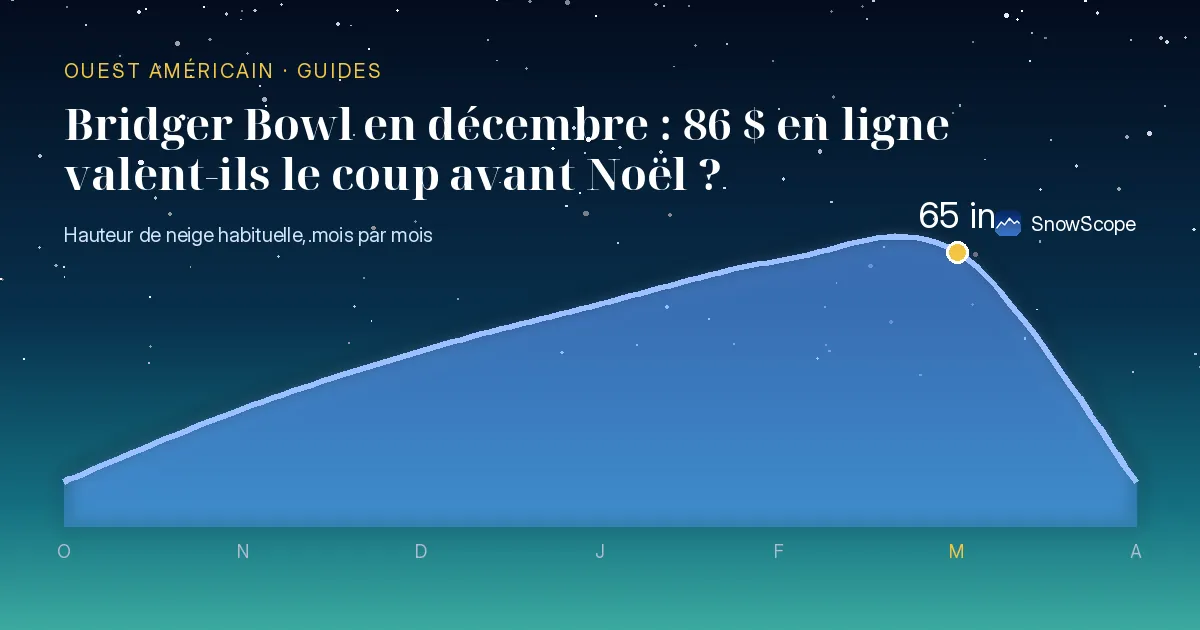 OUEST AMÉRICAIN · GUIDES
Bridger Bowl en décembre : 86 $ en ligne
valent-ils le coup avant Noël ?
Hauteur de neige habituelle, mois par mois
65 in
SnowScope
O N D J F M A